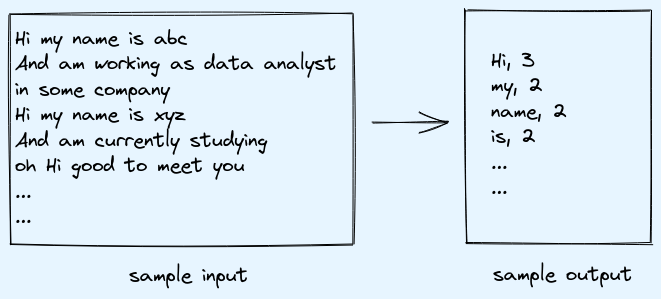 Hi my name is abc
And am working as data analyst
in some company
Hi my name is xyz
And am currently studying
oh Hi good to meet you
...
...
sample input
Hi, 3
my, 2
name, 2
is, 2
...
...
sample output